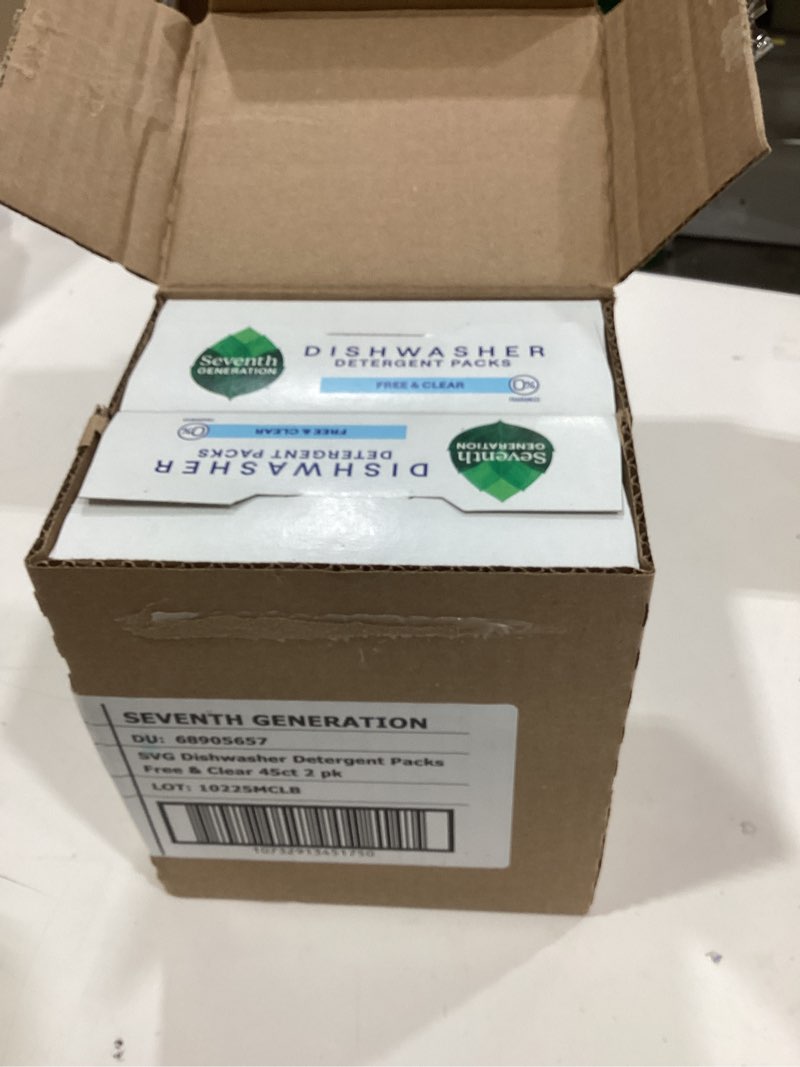 Seventh
GENERATION
DISHWASHER
DETERGENT PACKS
FREE & CLEAR
0%
FRAGRANCE
DISHWASHER
DETERGENT PACKS
FREE & CLEAR
0%
Seventh
GENERATION
SEVENTH GENERATION
DU: 68905657
SVG Dishwasher Detergent Packs
Free & Clear 45ct 2 pk
LOT: 10225MCLB